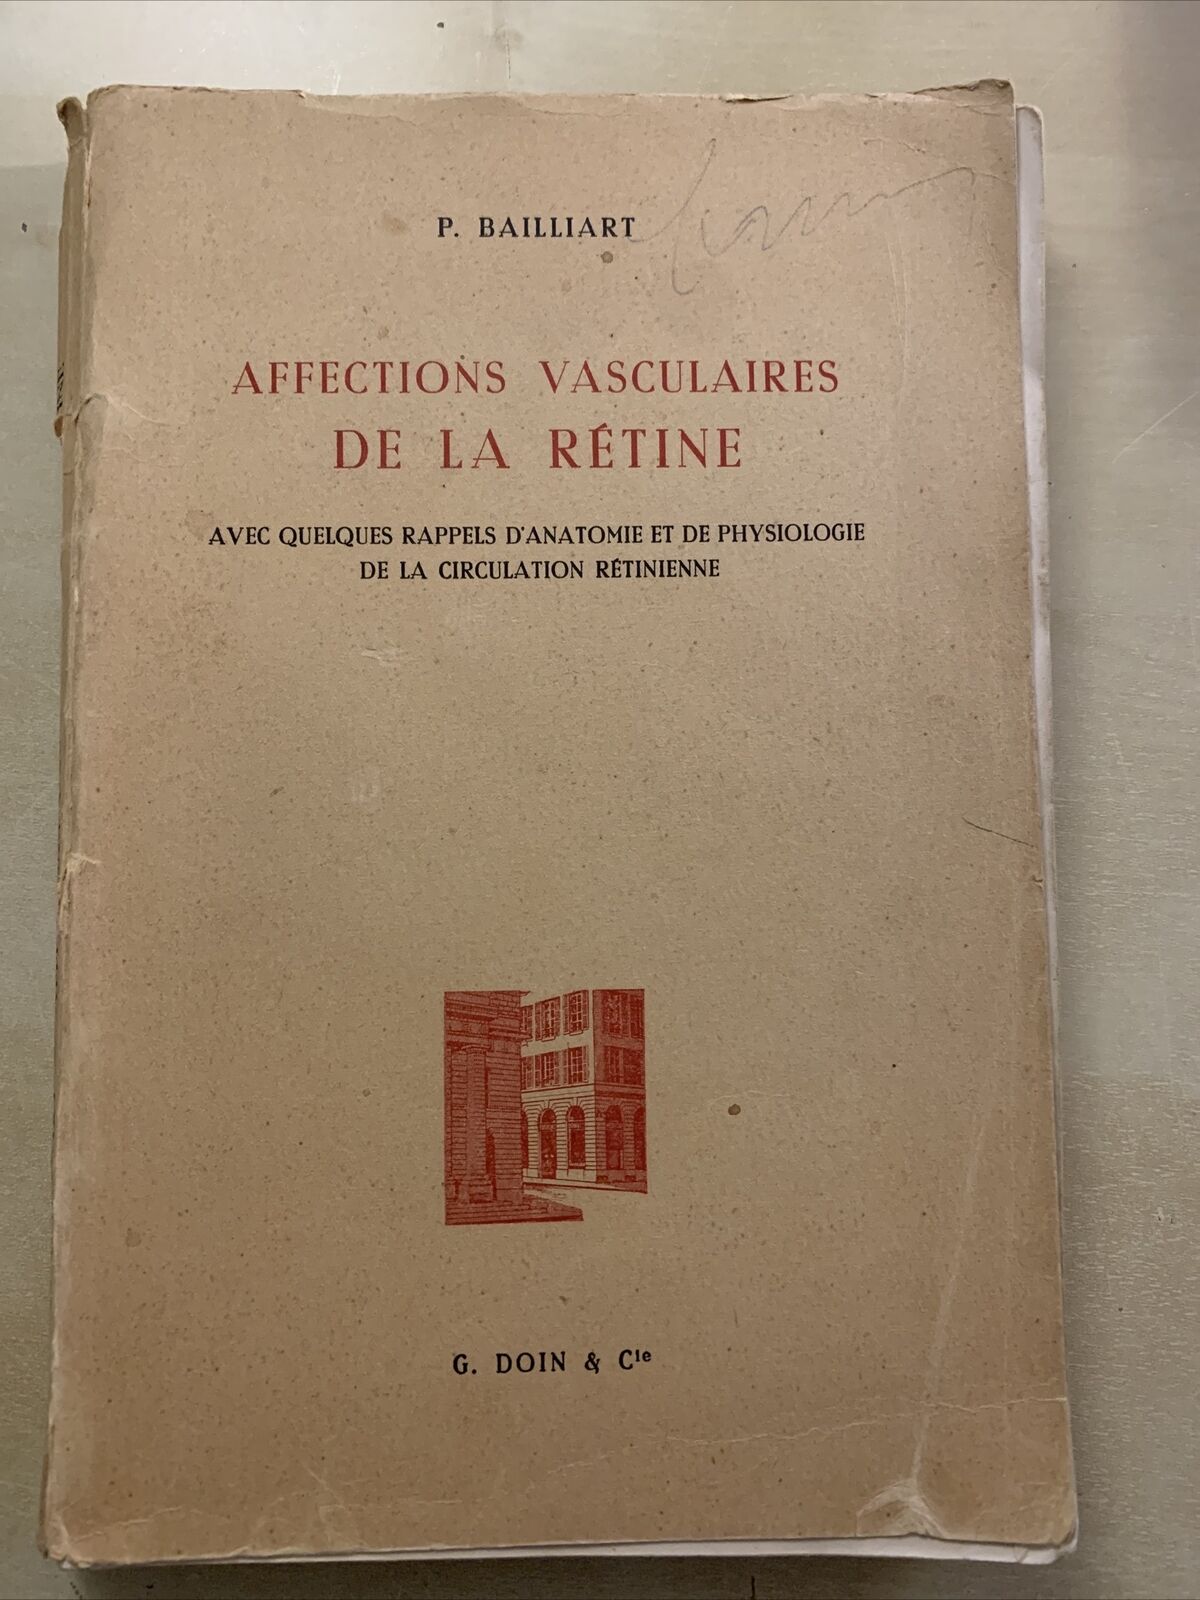 P. BAILLIART
AFFECTIONS VASCULAIRES
DE LA RÉTINE
AVEC QUELQUES RAPPELS D'ANATOMIE ET DE PHYSIOLOGIE
DE LA CIRCULATION RÉTINIENNE
G. DOIN & Cie